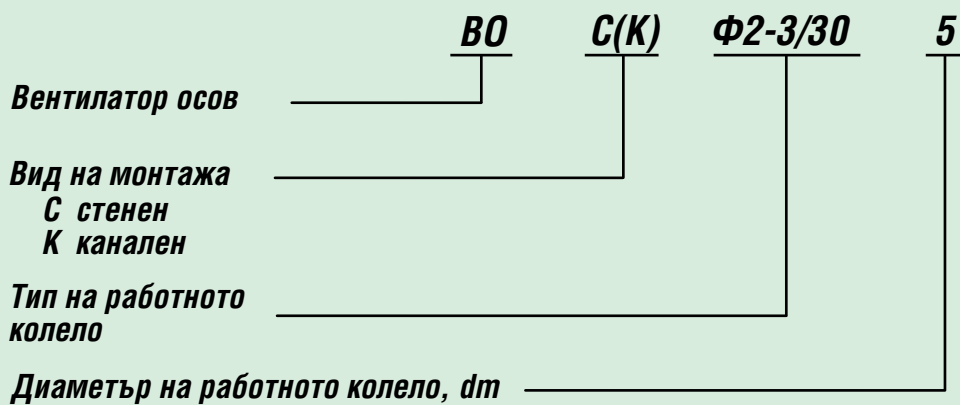 ВО С(К) Ф2-3/30 5
Вентилатор осов
Вид на монтажа
С стенен
К канален
Тип на работното
колело
Диаметър на работното колело, dm